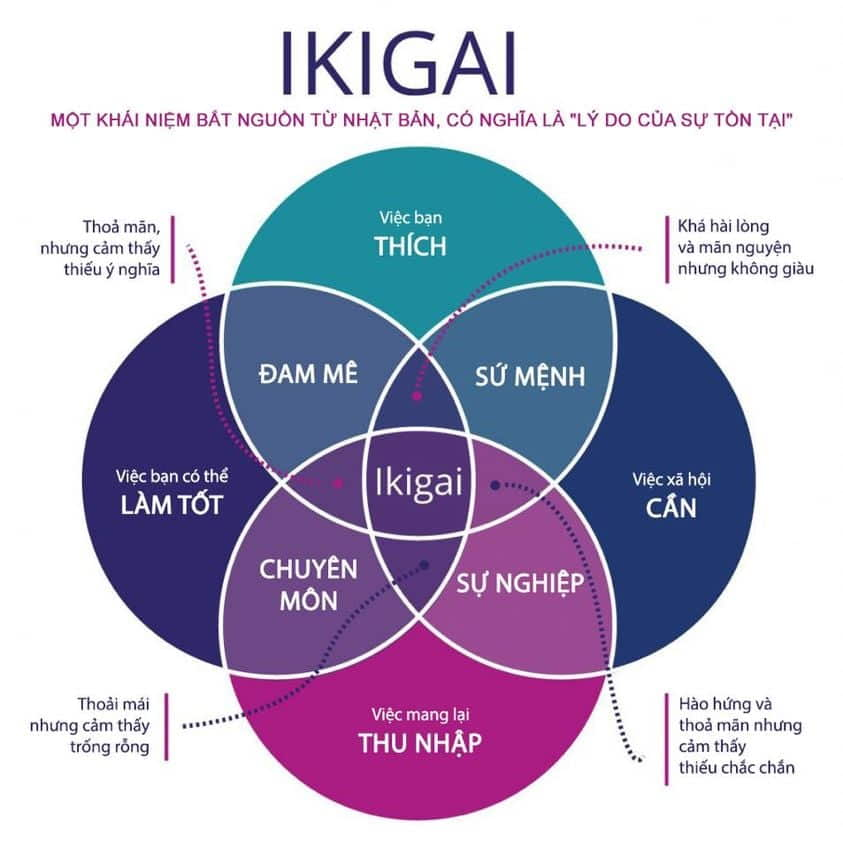 IKIGAI
MỘT KHÁI NIỆM BẮT NGUỒN TỪ NHẬT BẢN, CÓ NGHĨA LÀ "LÝ DO CỦA SỰ TỒN TẠI"
Việc bạn
THÍCH
Thoả mãn,
nhưng cảm thấy
thiếu ý nghĩa
Khá hài lòng
và mãn nguyện
nhưng không giàu
ĐAM MÊ
SỨ MỆNH
Việc bạn có thể
LÀM TỐT
Ikigai
Việc xã hội
CẦN
CHUYÊN
MÔN
SỰ NGHIỆP
Việc mang lại
THU NHẬP
Thoải mái
nhưng cảm thấy
trống rỗng
Hào hứng và
thoả mãn nhưng
cảm thấy
thiếu chắc chắn